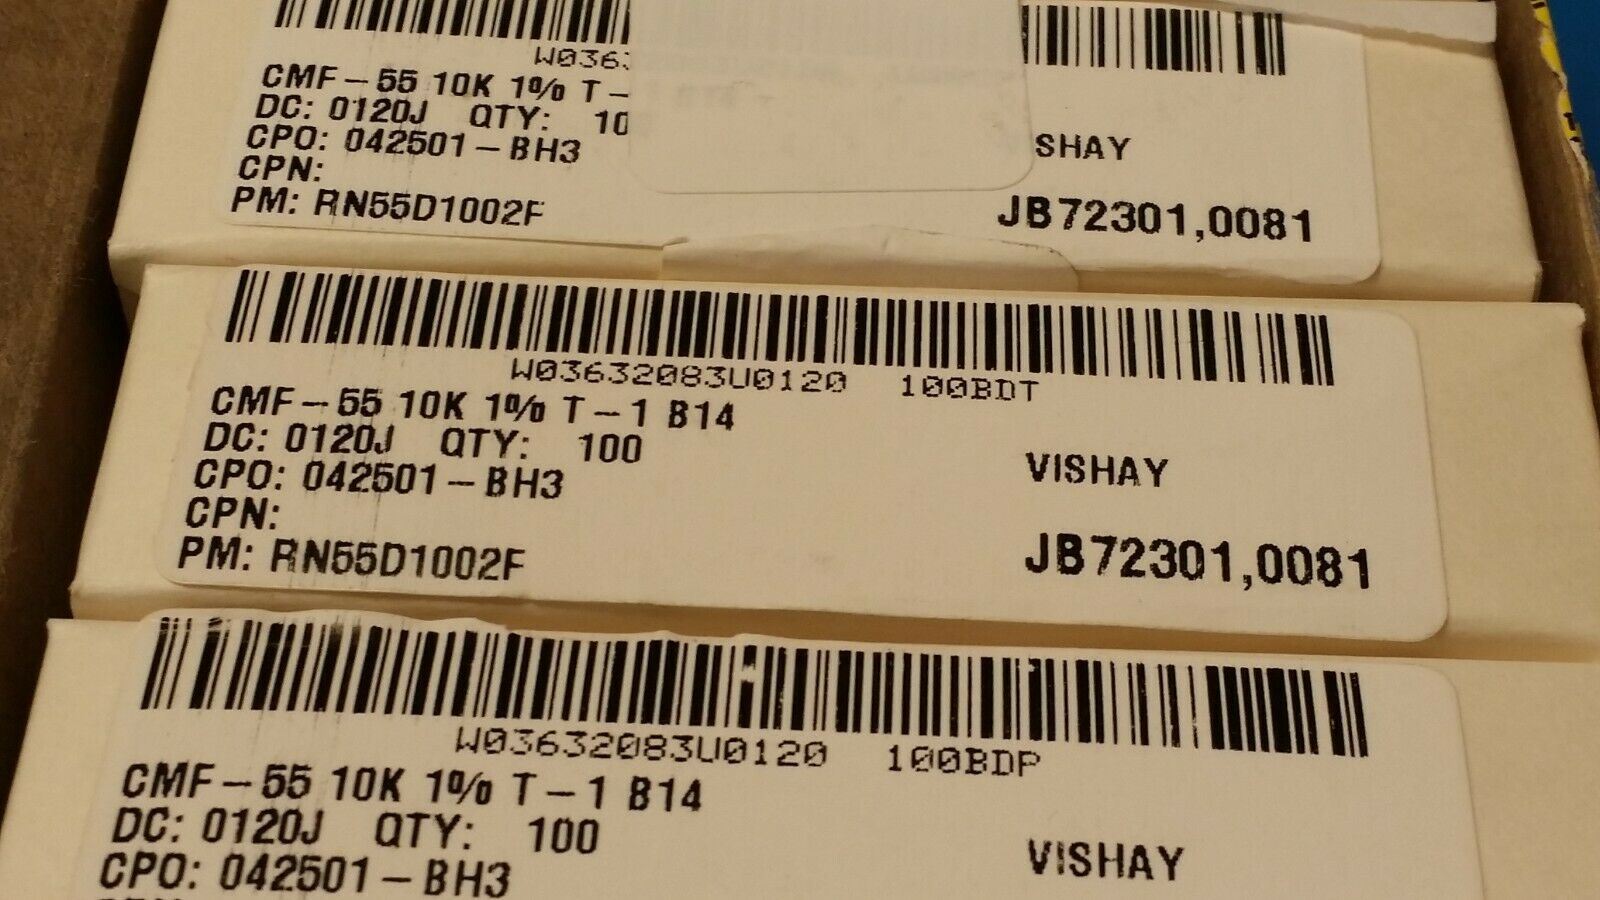 W0363
CMF-55 10K 1% T-
DC: 0120J QTY: 10
CPO: 042501-BH3 SHAY
CPN:
PM: RN55D1002F JB72301,0081
W03632083U0120 100BDT
CMF-55 10K 1% T-1 B14
DC: 0120J QTY: 100
CPO: 042501-BH3 VISHAY
CPN:
PM: RN55D1002F JB72301,0081
W03632083U0120 100BDP
CMF-55 10K 1% T-1 B14
DC: 0120J QTY: 100
CPO: 042501-BH3 VISHAY